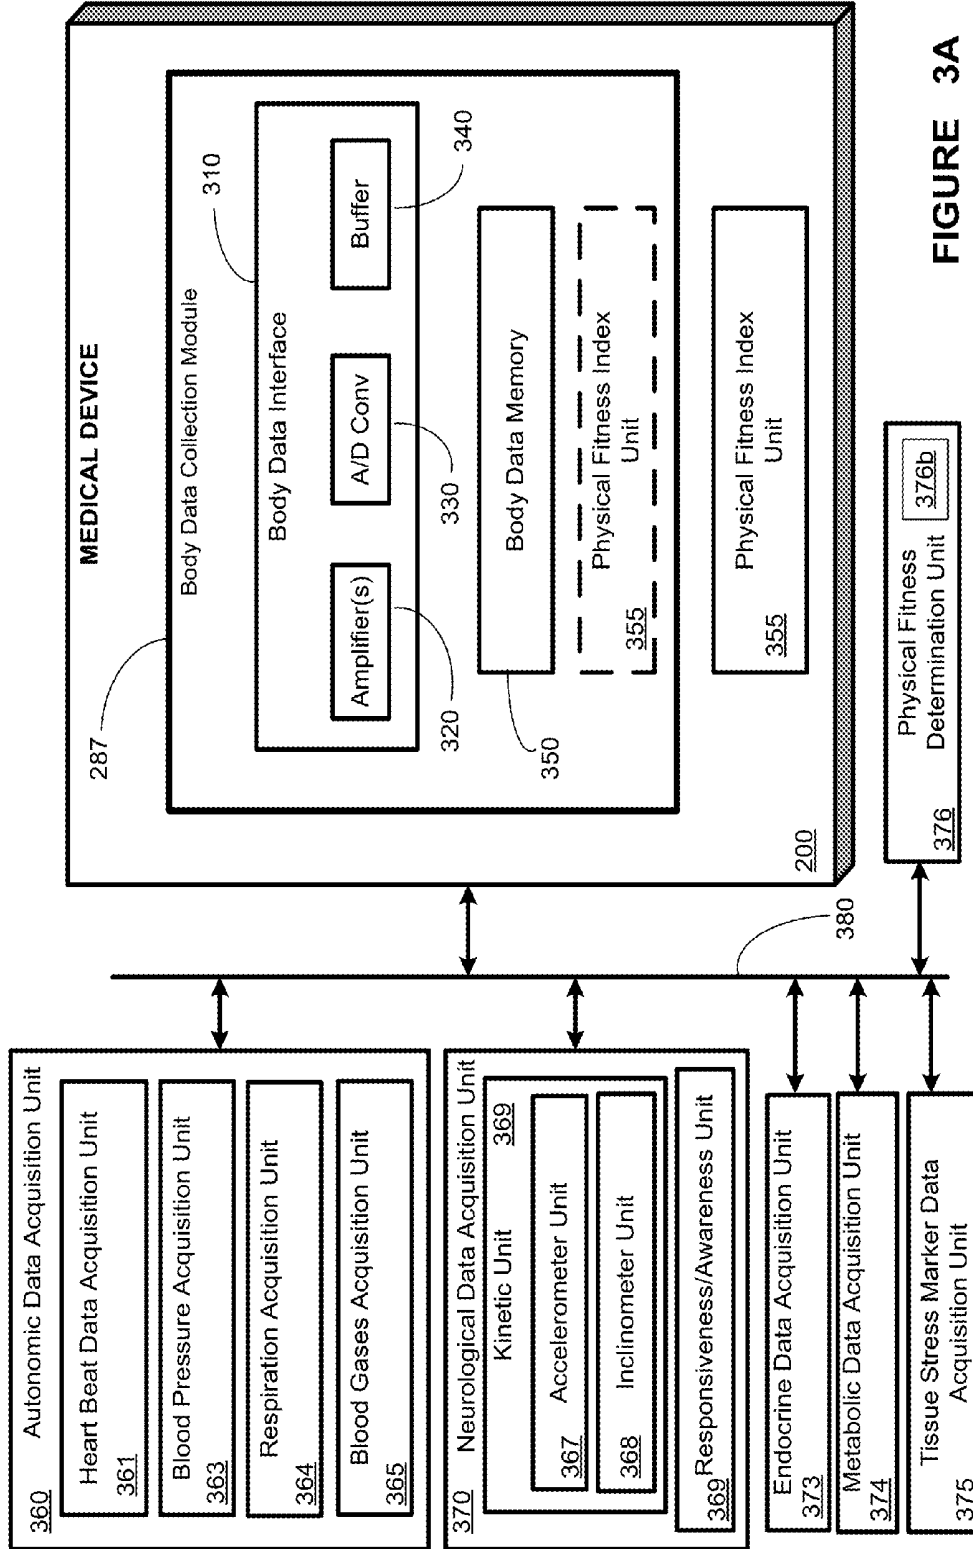 Autonomic Data Acquisition Unit
360
Heart Beat Data Acquisition Unit
361
Blood Pressure Acquisition Unit
363
Respiration Acquisition Unit
364
Blood Gases Acquisition Unit
365
Neurological Data Acquisition Unit
370
Kinetic Unit
369
Accelerometer Unit
367
Inclinometer Unit
368
Responsiveness/Awareness Unit
369
Endocrine Data Acquisition Unit
373
Metabolic Data Acquisition Unit
374
Tissue Stress Marker Data
Acquisition Unit
375
380
MEDICAL DEVICE
287
Body Data Collection Module
310
Body Data Interface
Amplifier(s)
A/D Conv
Buffer
320
330
340
Body Data Memory
350
Physical Fitness Index
Unit
355
Physical Fitness Index
Unit
355
200
Physical Fitness
Determination Unit
376
376b
FIGURE 3A